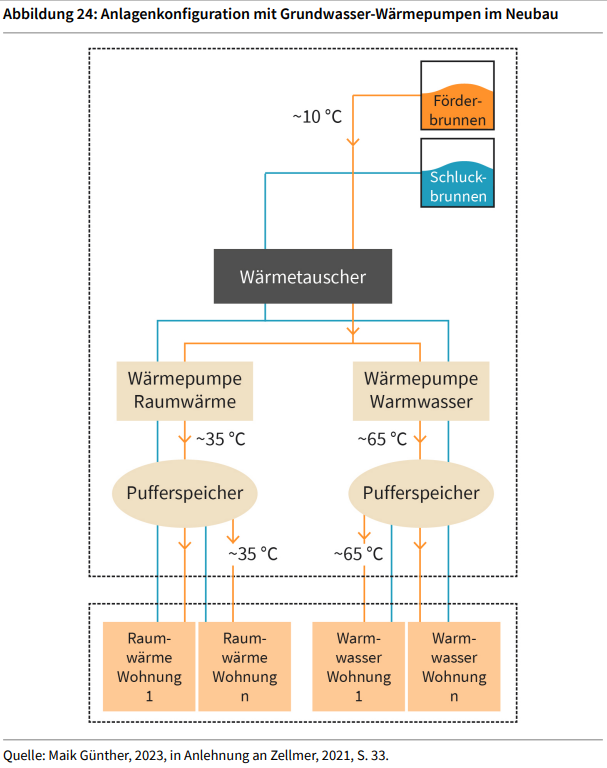 Abbildung 24: Anlagenkonfiguration mit Grundwasser-Wärmepumpen im Neubau
Förder-
brunnen
~10 °C
Schluck-
brunnen
Wärmetauscher
Wärmepumpe
Raumwärme
Wärmepumpe
Warmwasser
~35 °C
~65 °C
Pufferspeicher
Pufferspeicher
~35 °C
~65 °C
Raum-
wärme
Wohnung
1
Raum-
wärme
Wohnung
n
Warm-
wasser
Wohnung
1
Warm-
wasser
Wohnung
n
Quelle: Maik Günther, 2023, in Anlehnung an Zellmer, 2021, S. 33.